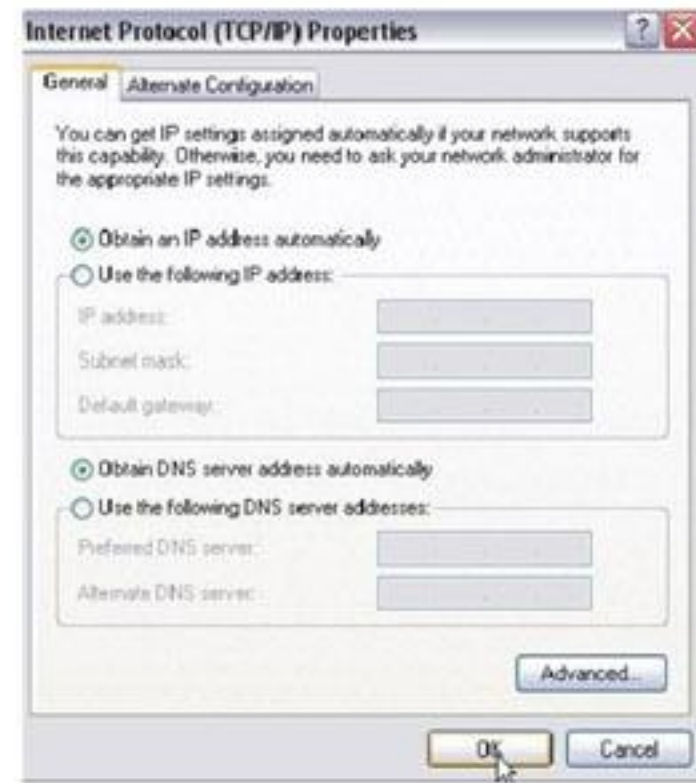 Internet Protocol (TCP/IP) Properties
General
Alternate Configuration
You can get IP settings assigned automatically if your network supports
this capability. Otherwise, you need to ask your network administrator for
the appropriate IP settings.
Obtain an IP address automatically
Use the following IP address:
IP address:
Subnet mask:
Default gateway:
Obtain DNS server address automatically
Use the following DNS server addresses:
Preferred DNS server:
Alternate DNS server:
Advanced...
OK
Cancel